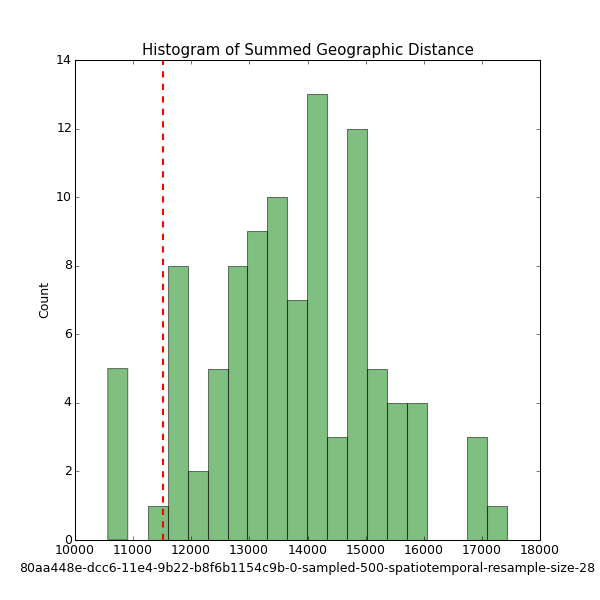 Histogram of Summed Geographic Distance
14
12
10
8
6
4
2
0
Count
10000 11000 12000 13000 14000 15000 16000 17000 18000
80aa448e-dcc6-11e4-9b22-b8f6b1154c9b-0-sampled-500-spatiotemporal-resample-size-28